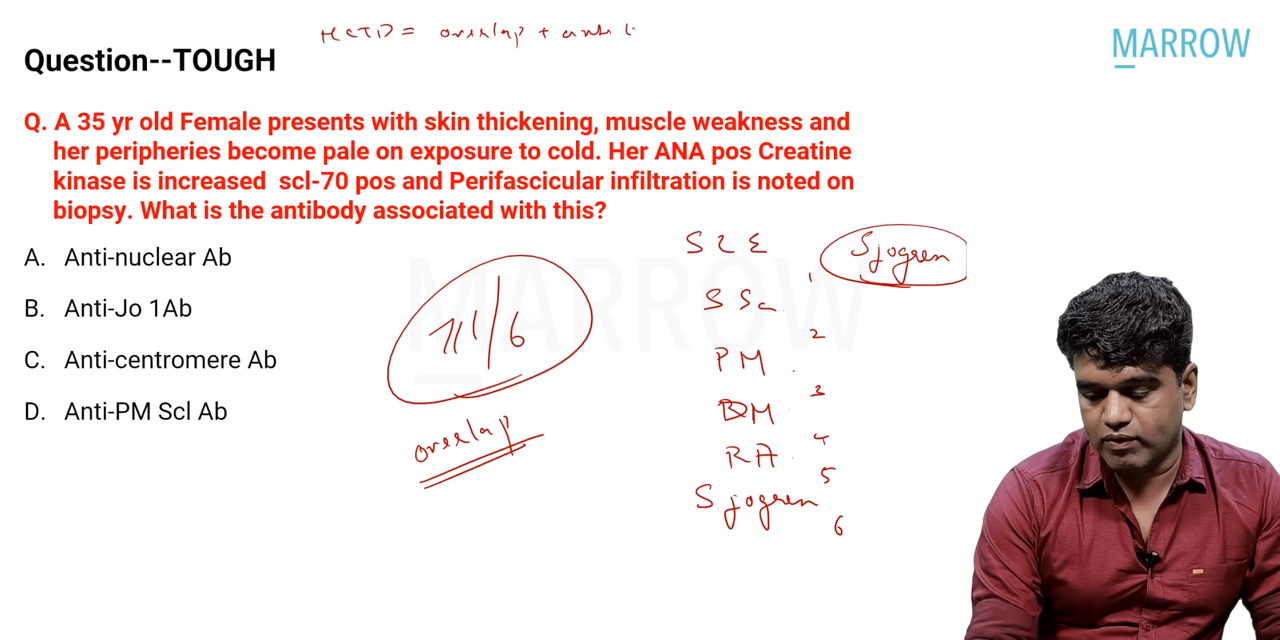 MCTD = overlap + anti U
MARROW
Question--TOUGH
Q. A 35 yr old Female presents with skin thickening, muscle weakness and
her peripheries become pale on exposure to cold. Her ANA pos Creatine
kinase is increased scl-70 pos and Perifascicular infiltration is noted on
biopsy. What is the antibody associated with this?
A. Anti-nuclear Ab
B. Anti-Jo 1Ab
C. Anti-centromere Ab
D. Anti-PM Scl Ab
MARROW
/6
overlap
SLE
Sjogren
1
SSc
2
PM
3
DM
4
RA
5
Sjogren
6